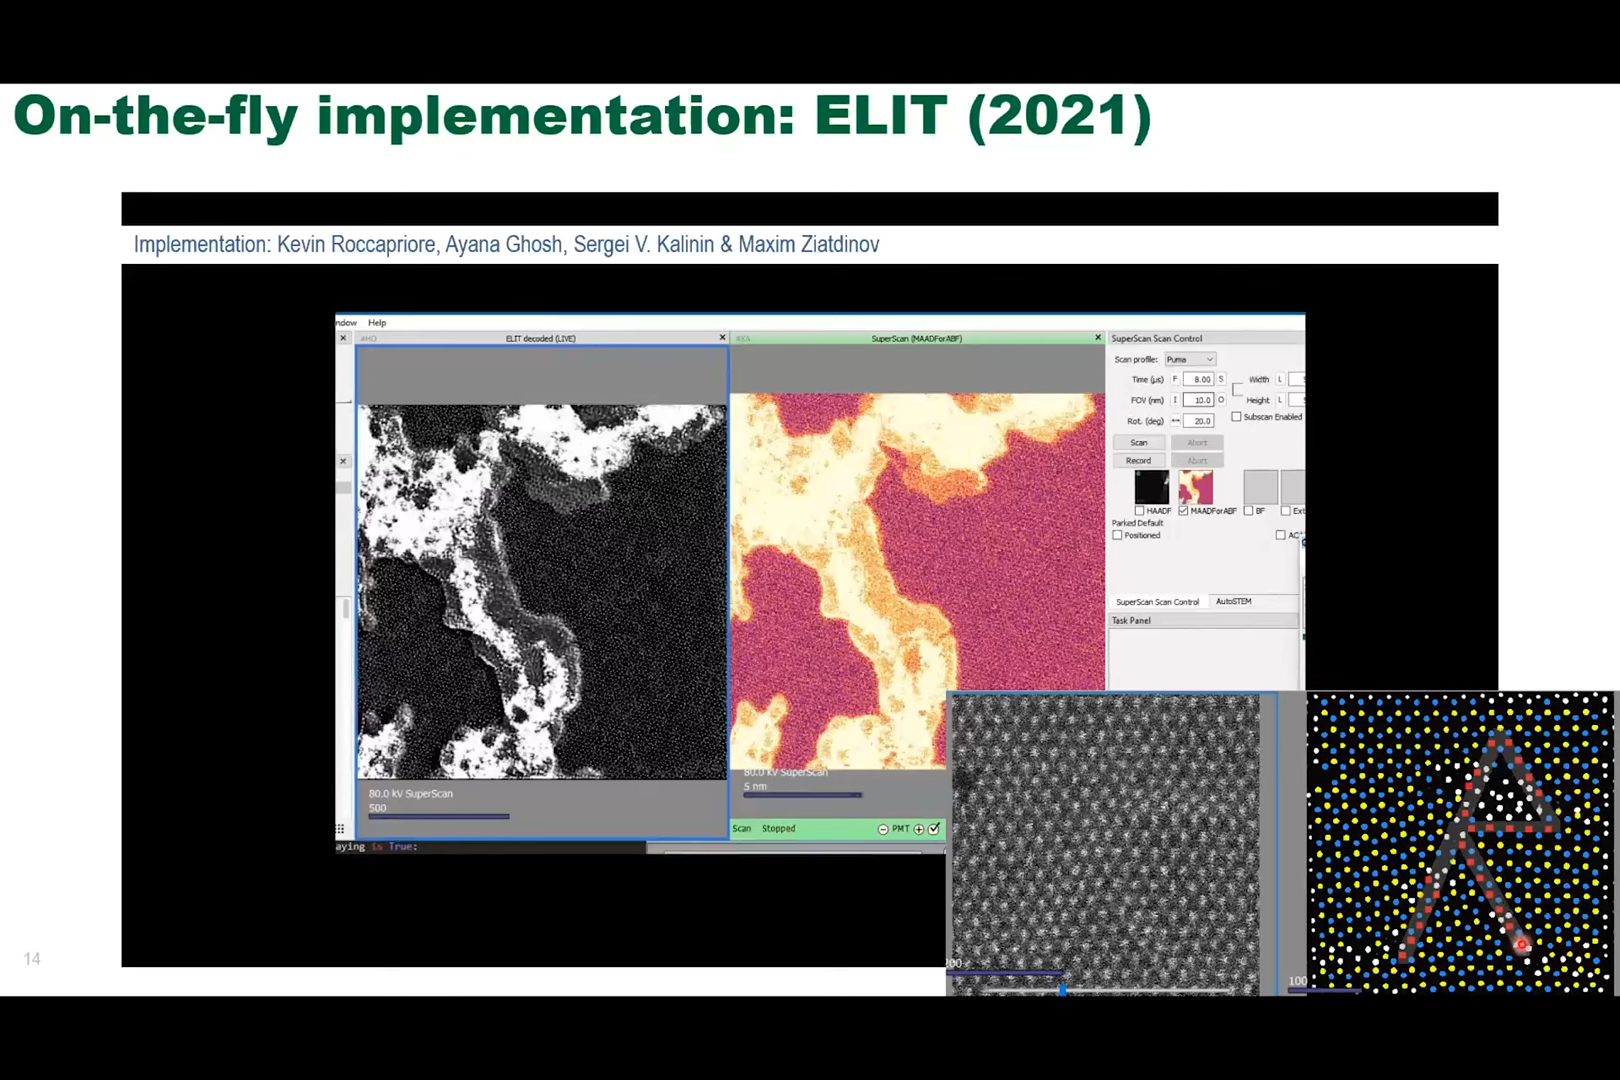 On-the-fly implementation: ELIT (2021)
Implementation: Kevin Roccapriore, Ayana Ghosh, Sergei V. Kalinin & Maxim Ziatdinov
ndow Help
ELIT decoded (LIVE)
SuperScan (MAADForABF)
SuperScan Scan Control
Scan profile: Puma
Time (μs) F 8.00 S Width L
FOV (nm) I 10.0 O Height L
Rot. (deg) 20.0 Subscan Enabled
Scan Abort
Record Abort
HAADF MAADForABF BF Ext
Parked Default
Positioned AC
SuperScan Scan Control AutoSTEM
Task Panel
80.0 kV SuperScan
500
80.0 kV SuperScan
5 nm
Scan Stopped PMT
aying is True:
200
100
14